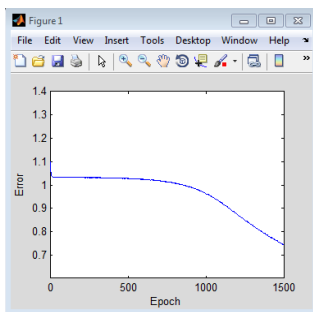 Figure 1
File Edit View Insert Tools Desktop Window Help
1.4
1.3
1.2
1.1
1
0.9
0.8
0.7
Error
0 500 1000 1500
Epoch